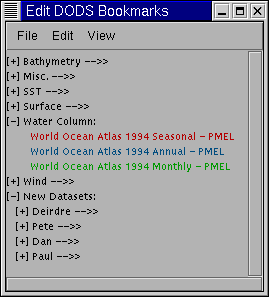 Edit DODS Bookmarks
File Edit View
[+] Bathymetry -->>
[+] Misc. -->>
[+] SST -->>
[+] Surface -->>
[-] Water Column:
World Ocean Atlas 1994 Seasonal - PMEL
World Ocean Atlas 1994 Annual - PMEL
World Ocean Atlas 1994 Monthly - PMEL
[+] Wind -->>
[-] New Datasets:
[+] Deirdre -->>
[+] Pete -->>
[+] Dan -->>
[+] Paul -->>